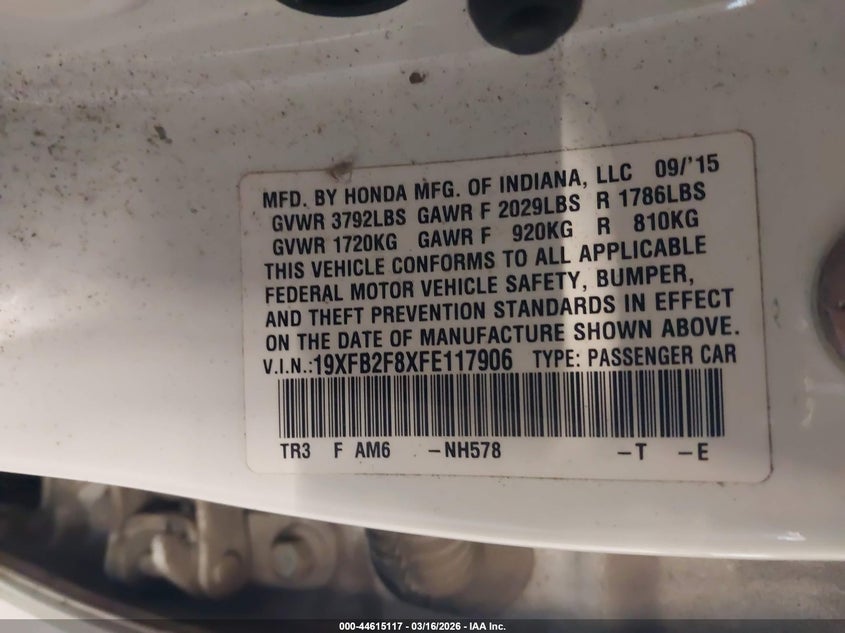 MFD. BY HONDA MFG. OF INDIANA, LLC 09/'15
GVWR 3792LBS GAWR F 2029LBS R 1786LBS
GVWR 1720KG GAWR F 920KG R 810KG
THIS VEHICLE CONFORMS TO ALL APPLICABLE
FEDERAL MOTOR VEHICLE SAFETY, BUMPER,
AND THEFT PREVENTION STANDARDS IN EFFECT
ON THE DATE OF MANUFACTURE SHOWN ABOVE.
V.I.N.:19XFB2F8XFE117906 TYPE: PASSENGER CAR
TR3 F AM6 –NH578 –T –E
000-44615117 - 03/16/2026 - IAA Inc.